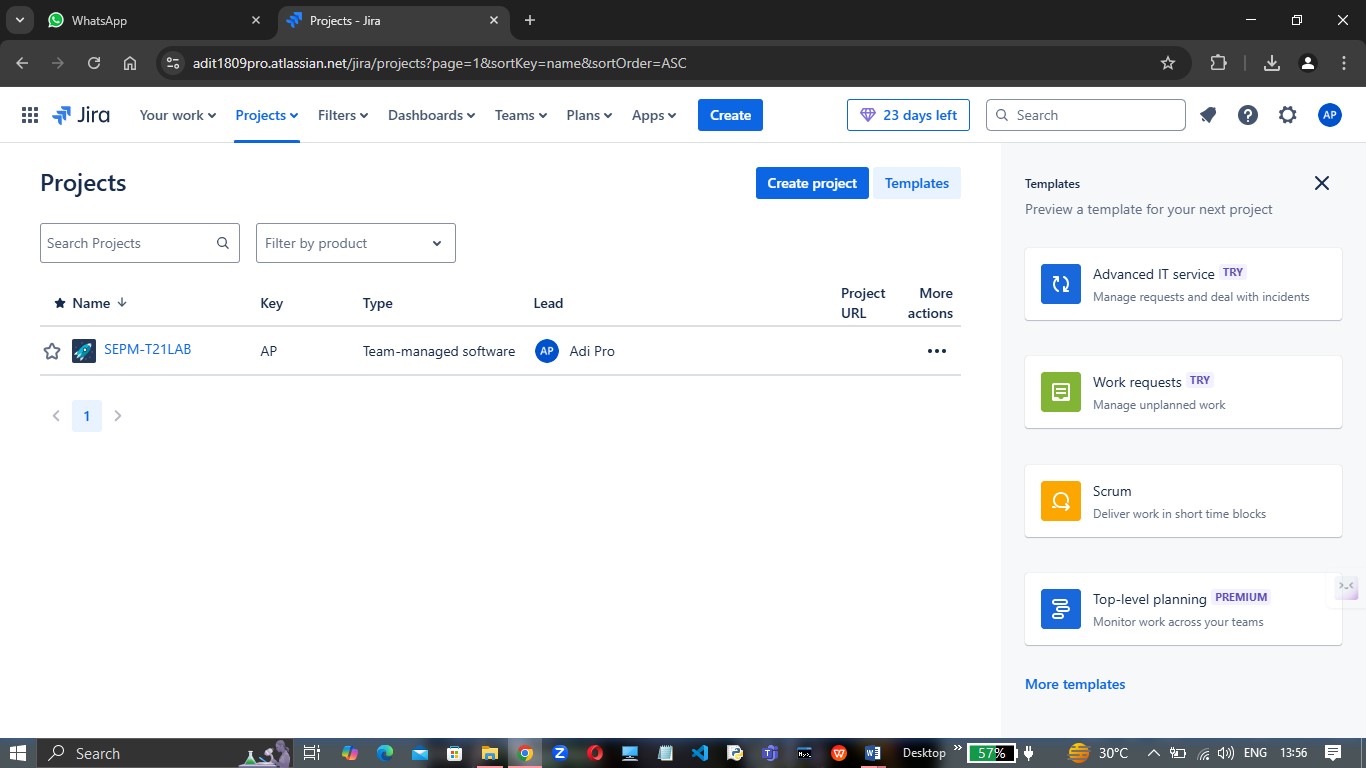 WhatsApp
Projects - Jira
adit1809pro.atlassian.net/jira/projects?page=1&sortKey=name&sortOrder=ASC
Jira Your work Projects Filters Dashboards Teams Plans Apps Create 23 days left Search AP
Projects
Create project Templates
Search Projects Filter by product
Name Key Type Lead Project URL More actions
SEPM-T21LAB AP Team-managed software AP Adi Pro
1
Templates
Preview a template for your next project
Advanced IT service TRY
Manage requests and deal with incidents
Work requests TRY
Manage unplanned work
Scrum
Deliver work in short time blocks
Top-level planning PREMIUM
Monitor work across your teams
More templates
Search Desktop 57% 30°C ENG 13:56